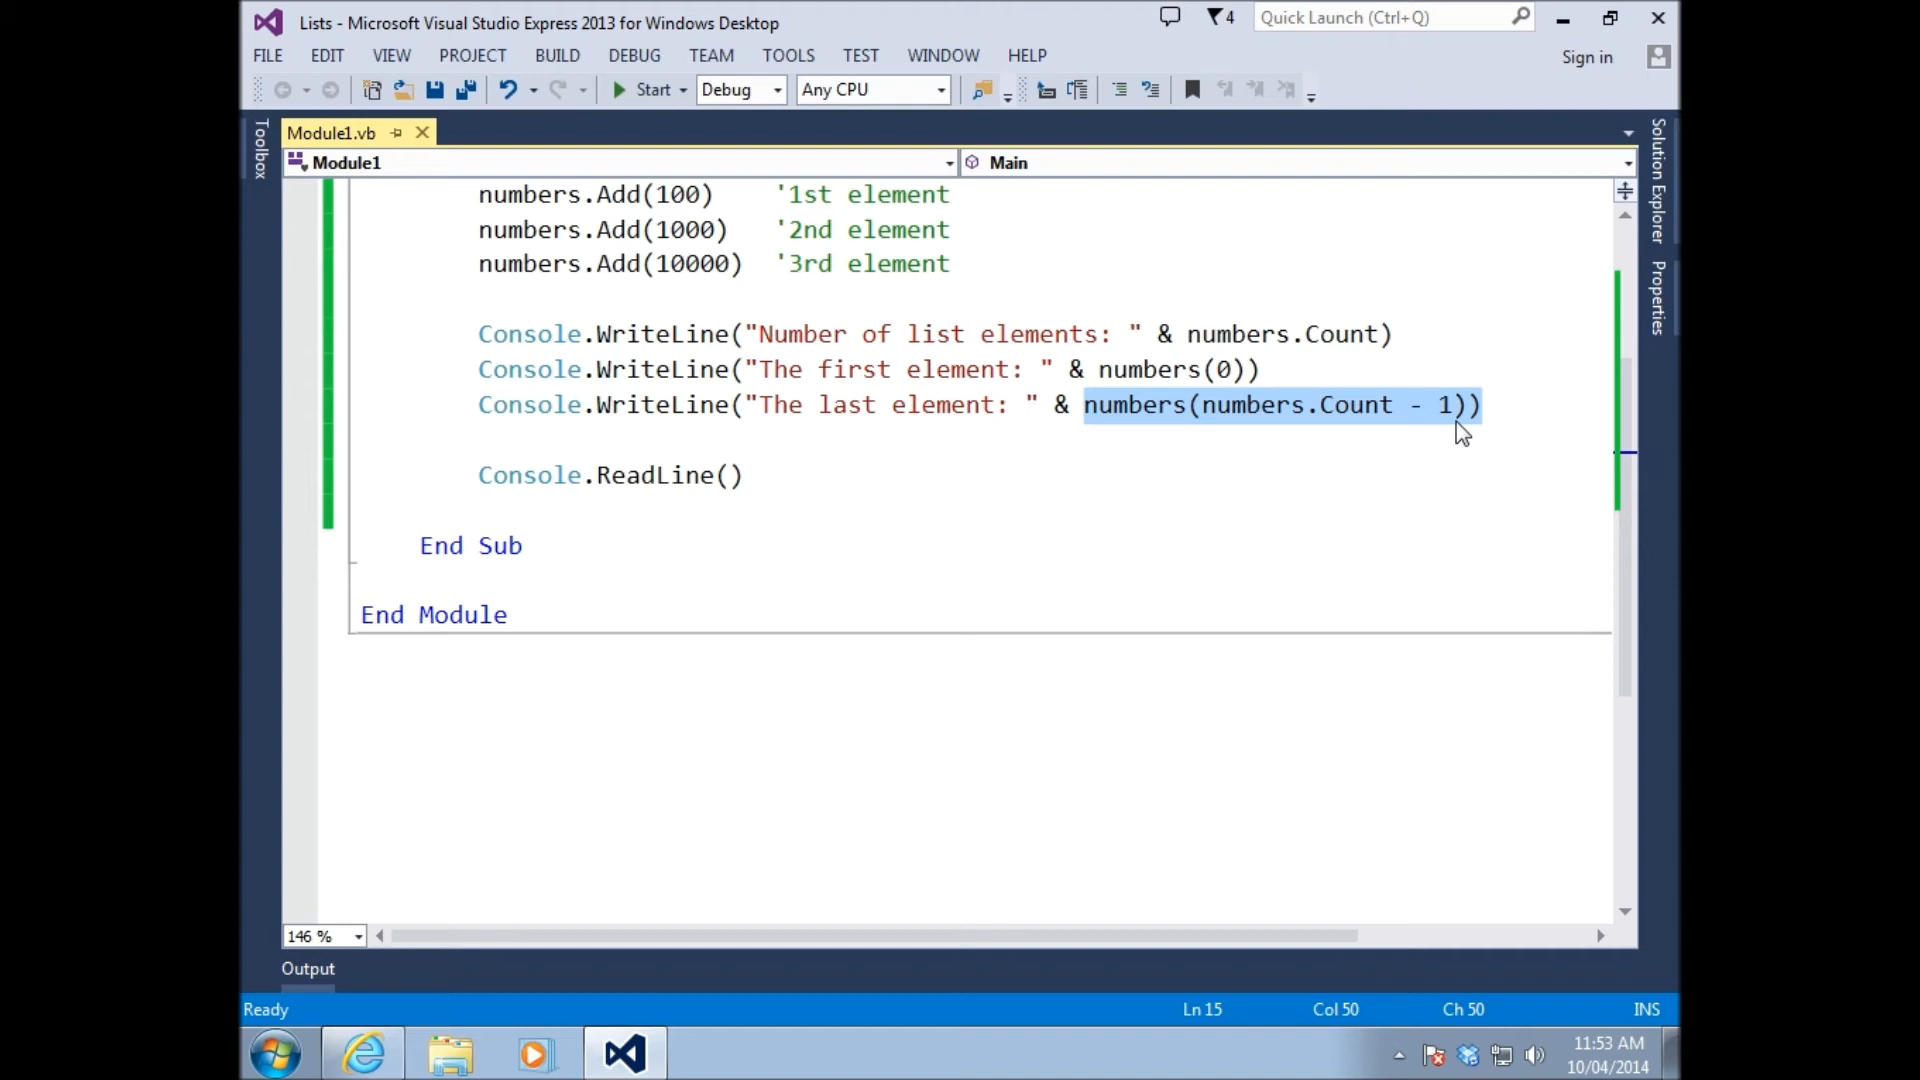 Lists - Microsoft Visual Studio Express 2013 for Windows Desktop
4
Quick Launch (Ctrl+Q)
FILE EDIT VIEW PROJECT BUILD DEBUG TEAM TOOLS TEST WINDOW HELP
Sign in
Start Debug Any CPU
Toolbox
Module1.vb
Solution Explorer
Properties
Module1
Main
numbers.Add(100) '1st element
numbers.Add(1000) '2nd element
numbers.Add(10000) '3rd element
Console.WriteLine("Number of list elements: " & numbers.Count)
Console.WriteLine("The first element: " & numbers(0))
Console.WriteLine("The last element: " & numbers(numbers.Count - 1))
Console.ReadLine()
End Sub
End Module
146 %
Output
Ready Ln 15 Col 50 Ch 50 INS
11:53 AM
10/04/2014